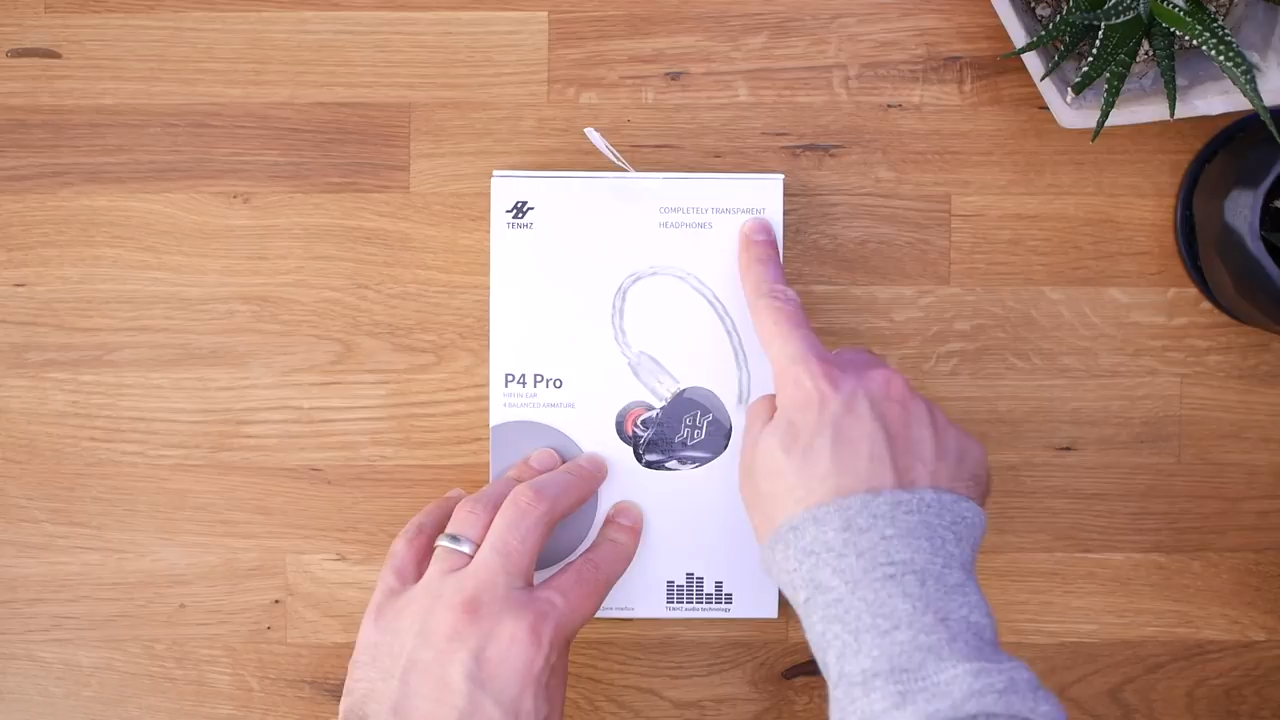 TENHZ
COMPLETELY TRANSPARENT
HEADPHONES
P4 Pro
HIFI IN-EAR
4 BALANCED ARMATURE
TENHZ audio technology